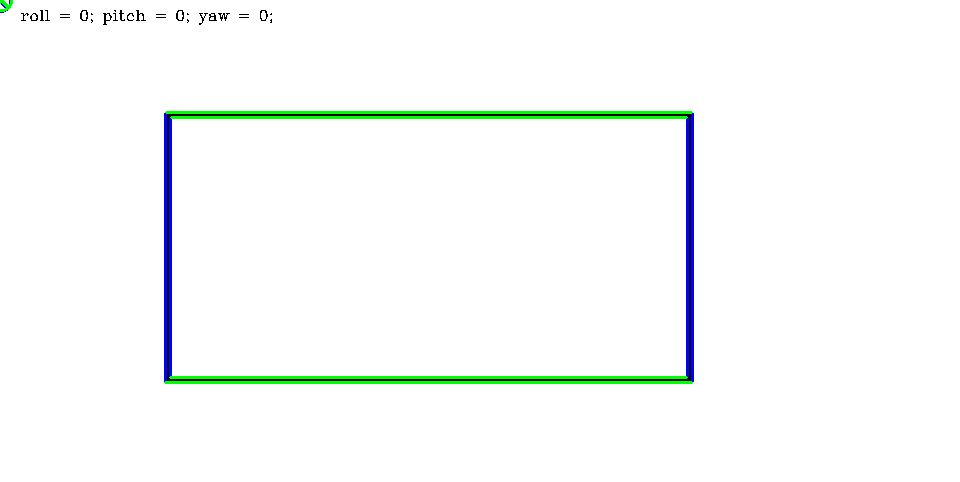 roll = 0; pitch = 0; yaw = 0;